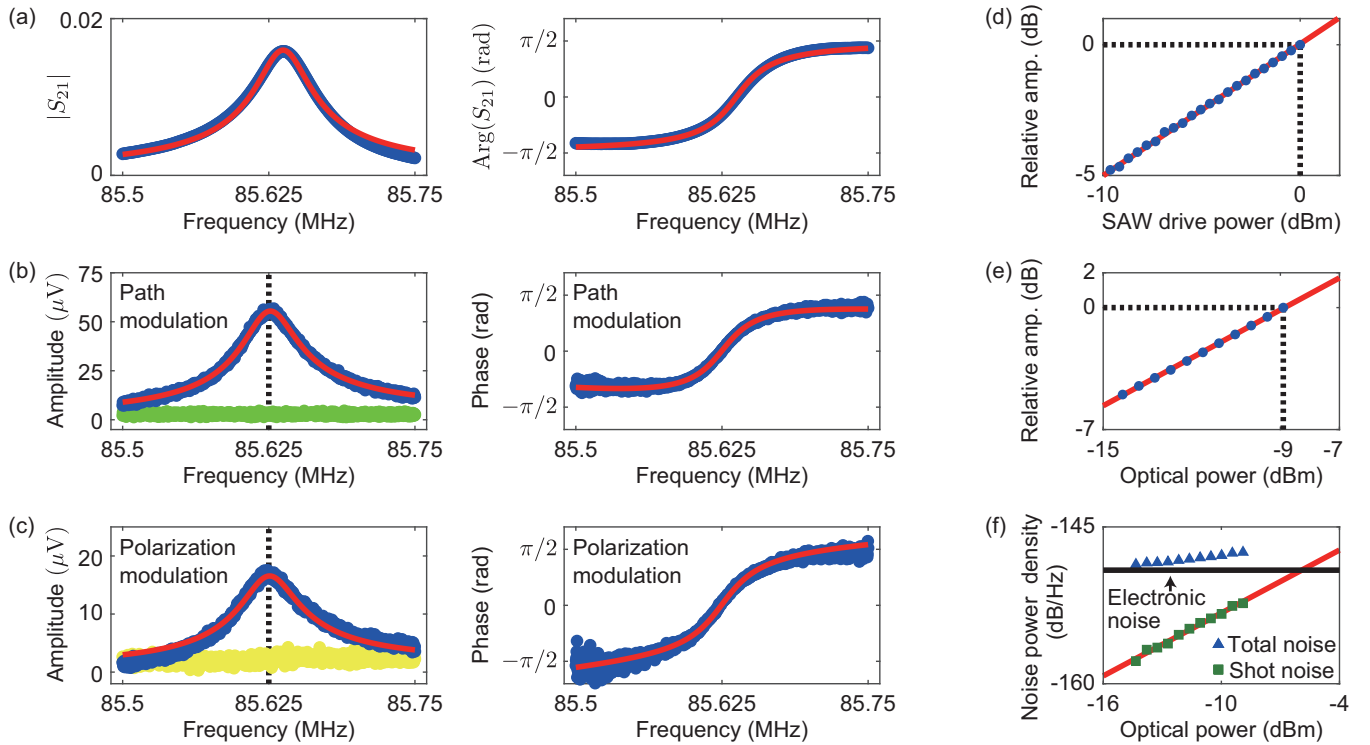 (a)
0.02
|S₂₁|
0
85.5
85.625
85.75
Frequency (MHz)
Arg(S₂₁) (rad)
π/2
0
−π/2
85.5
85.625
85.75
Frequency (MHz)
(b)
Amplitude (μV)
75
50
25
0
Path
modulation
85.5
85.625
85.75
Frequency (MHz)
Phase (rad)
π/2
0
−π/2
Path
modulation
85.5
85.625
85.75
Frequency (MHz)
(c)
Amplitude (μV)
20
10
0
Polarization
modulation
85.5
85.625
85.75
Frequency (MHz)
Phase (rad)
π/2
0
−π/2
Polarization
modulation
85.5
85.625
85.75
Frequency (MHz)
(d)
Relative amp. (dB)
0
-5
-10
0
SAW drive power (dBm)
(e)
Relative amp. (dB)
2
0
-7
-15
-9
-7
Optical power (dBm)
(f)
Noise power density
(dB/Hz)
-145
-160
Electronic
noise
Total noise
Shot noise
-16
-10
-4
Optical power (dBm)